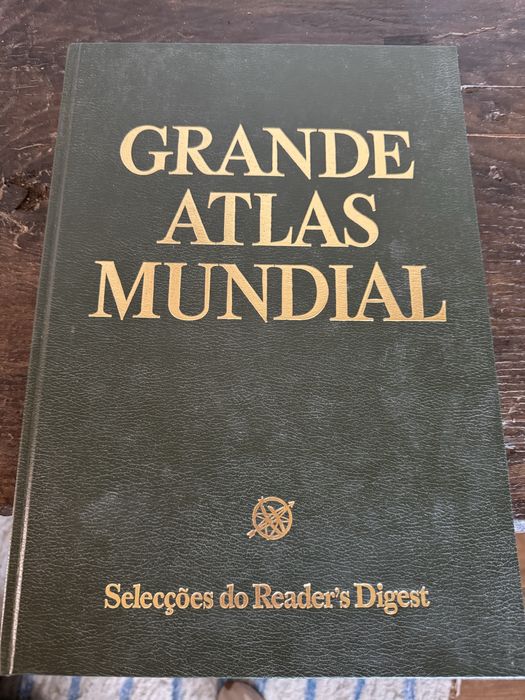 GRANDE
ATLAS
MUNDIAL
Selecções do Reader's Digest